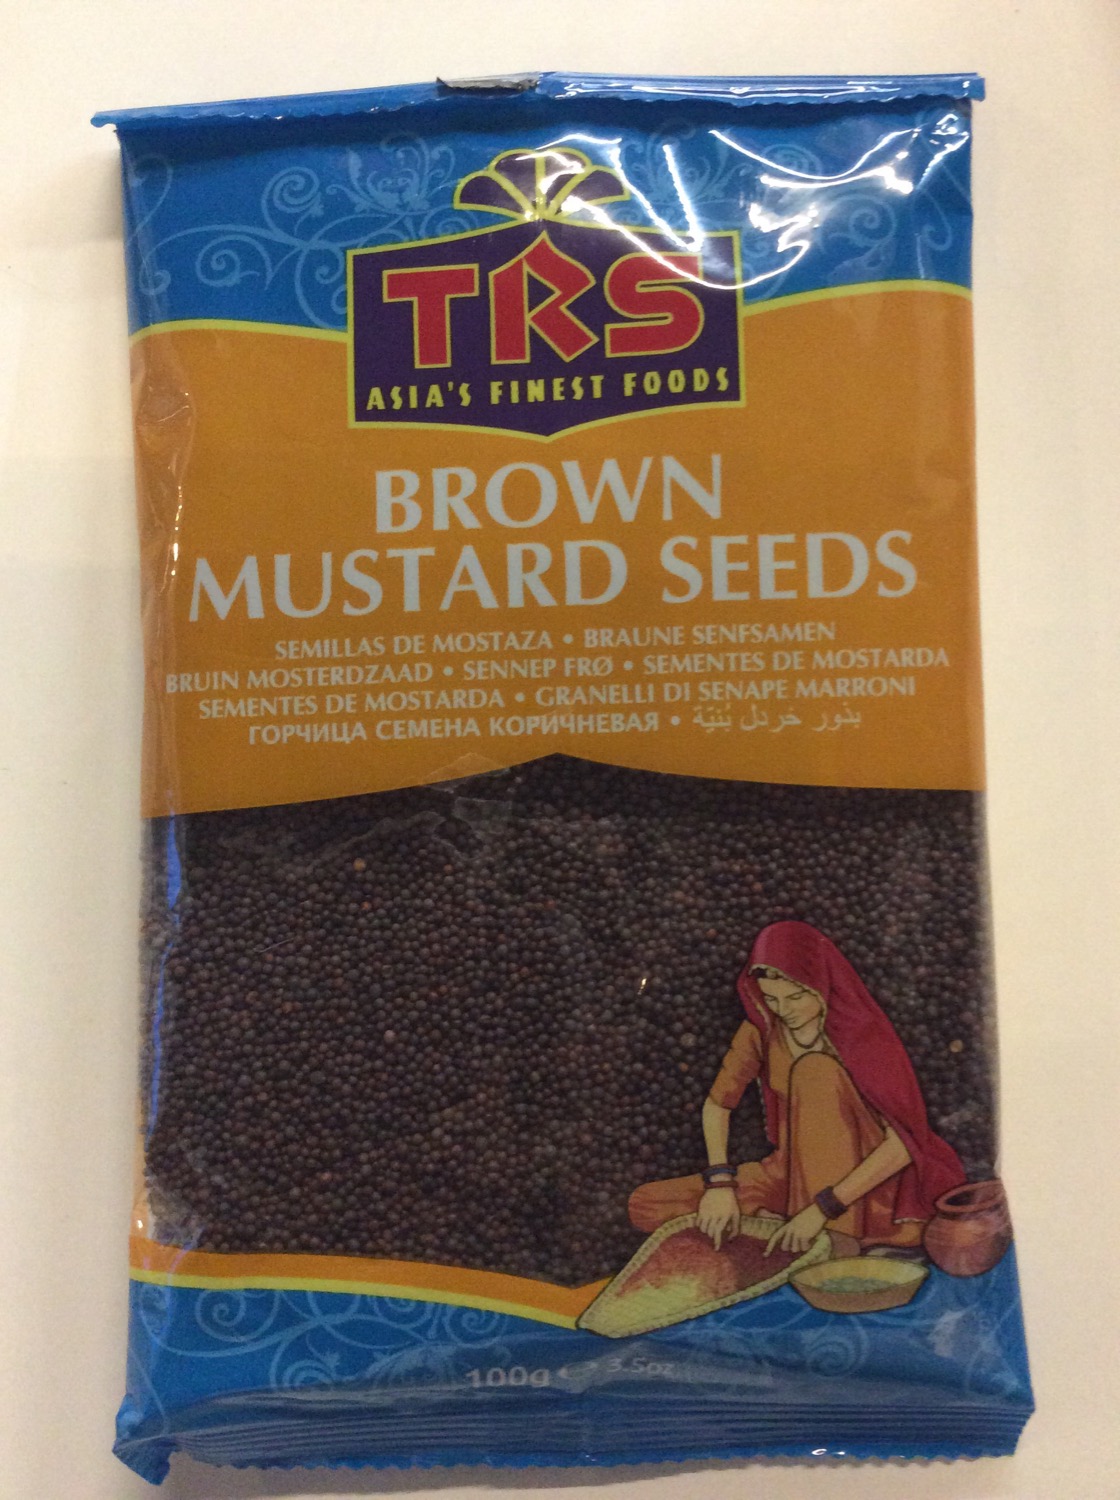 TRS
ASIA'S FINEST FOODS
BROWN
MUSTARD SEEDS
SEMILLAS DE MOSTAZA • BRAUNE SENFSAMEN
BRUIN MOSTERDZAAD • SENNEP FRØ • SEMENTES DE MOSTARDA
SEMENTES DE MOSTARDA • GRANELLI DI SENAPE MARRONI
ГОРЧИЦА СЕМЕНА КОРИЧНЕВАЯ • بذور خردل بُنيّة
100g e 3.5oz